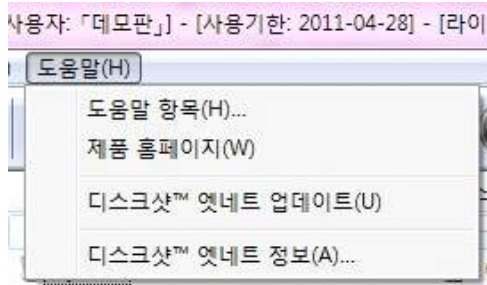 사용자: 「데모판」] - [사용기한: 2011-04-28] - [라이
도움말(H)
도움말 항목(H)...
제품 홈페이지(W)
디스크샷™ 엣네트 업데이트(U)
디스크샷™ 엣네트 정보(A)...